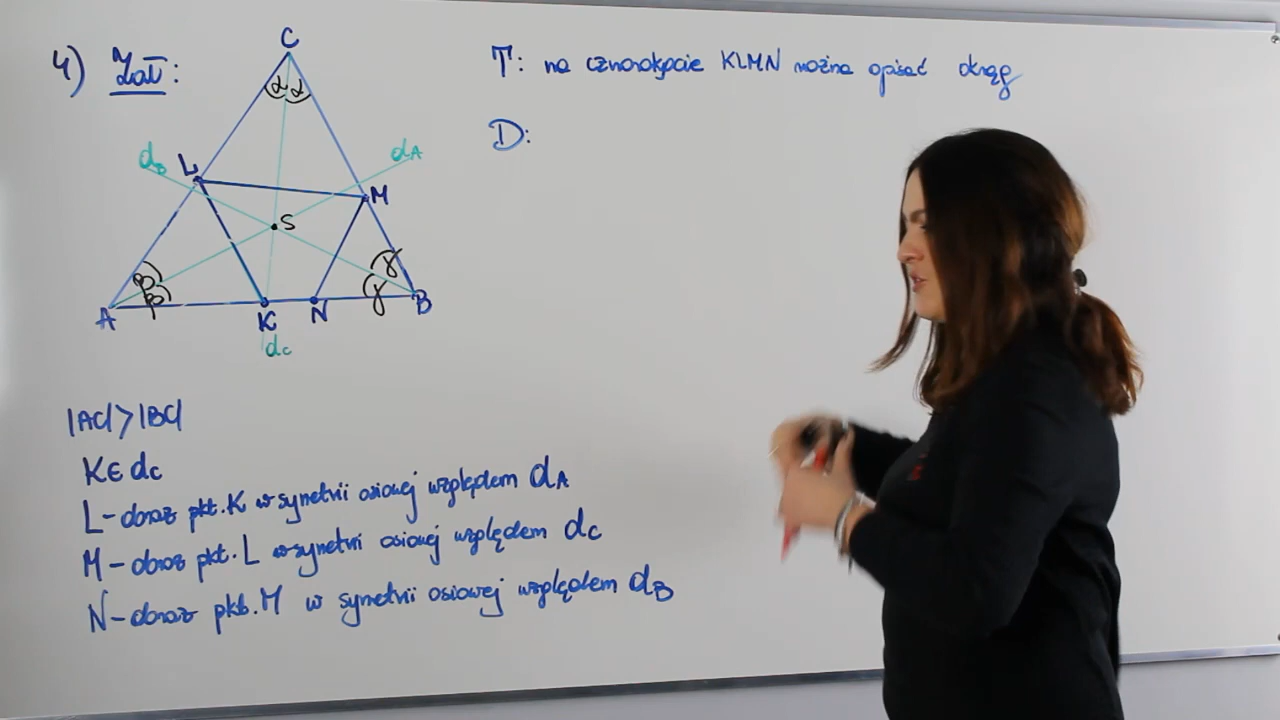 4) Zał:
T: na czworokącie KLMN można opisać okrąg
D:
C
α α
d_B
L
d_A
M
S
β
β
γ
γ
A
K
N
B
d_C
|AC|>|BC|
K∈d_C
L-obraz pkt.K w symetrii osiowej względem d_A
M-obraz pkt.L w symetrii osiowej względem d_C
N-obraz pkt.M w symetrii osiowej względem d_B